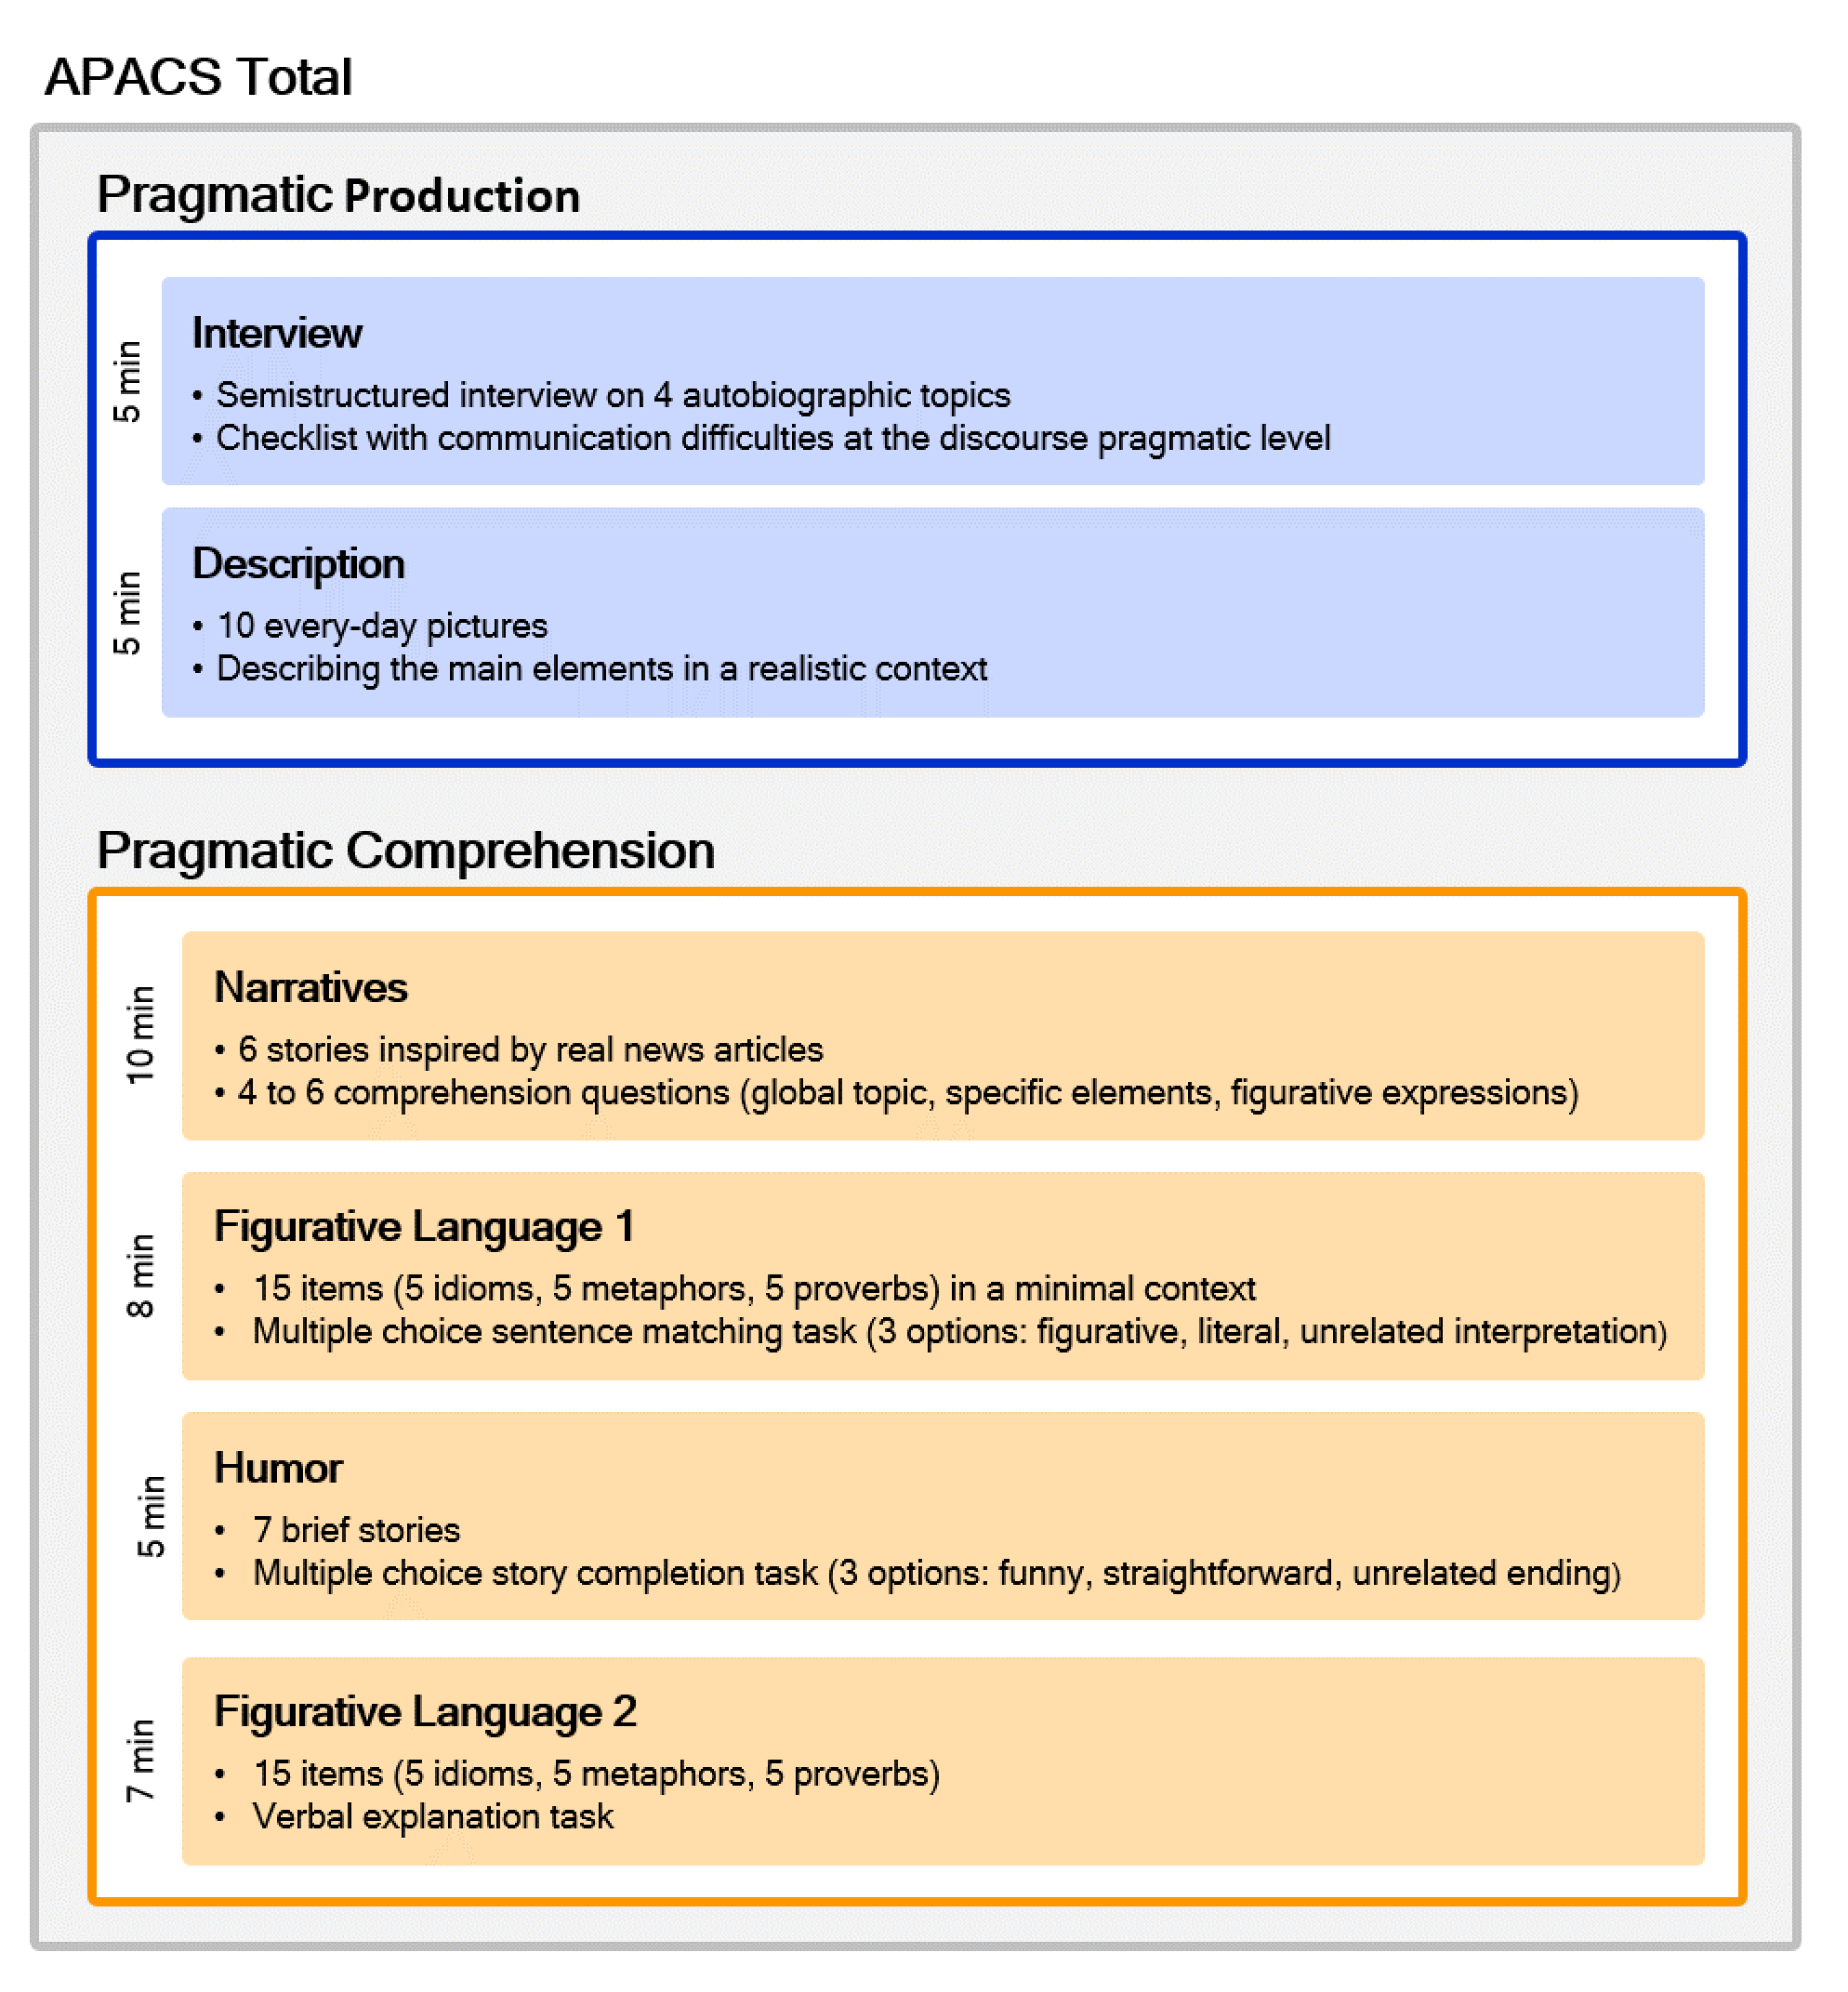 APACS Total
Pragmatic Production
5 min
Interview
• Semistructured interview on 4 autobiographic topics
• Checklist with communication difficulties at the discourse pragmatic level
5 min
Description
• 10 every-day pictures
• Describing the main elements in a realistic context
Pragmatic Comprehension
10 min
Narratives
• 6 stories inspired by real news articles
• 4 to 6 comprehension questions (global topic, specific elements, figurative expressions)
8 min
Figurative Language 1
• 15 items (5 idioms, 5 metaphors, 5 proverbs) in a minimal context
• Multiple choice sentence matching task (3 options: figurative, literal, unrelated interpretation)
5 min
Humor
• 7 brief stories
• Multiple choice story completion task (3 options: funny, straightforward, unrelated ending)
7 min
Figurative Language 2
• 15 items (5 idioms, 5 metaphors, 5 proverbs)
• Verbal explanation task